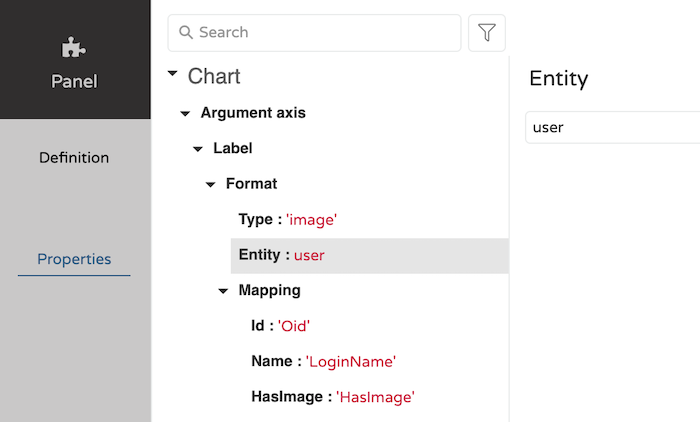 Panel
Definition
Properties
Search
Chart
Argument axis
Label
Format
Type : 'image'
Entity : user
Mapping
Id : 'Oid'
Name : 'LoginName'
HasImage : 'HasImage'
Entity
user